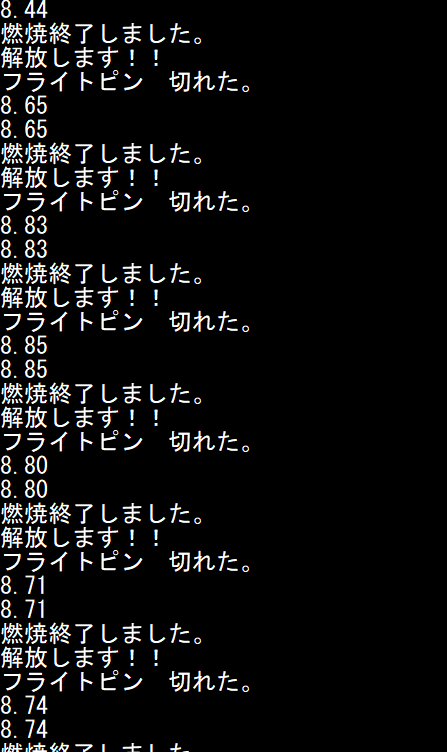 8.44
燃焼終了しました。
解放します！！
フライトピン　切れた。
8.65
8.65
燃焼終了しました。
解放します！！
フライトピン　切れた。
8.83
8.83
燃焼終了しました。
解放します！！
フライトピン　切れた。
8.85
8.85
燃焼終了しました。
解放します！！
フライトピン　切れた。
8.80
8.80
燃焼終了しました。
解放します！！
フライトピン　切れた。
8.71
8.71
燃焼終了しました。
解放します！！
フライトピン　切れた。
8.74
8.74
燃焼終了しました